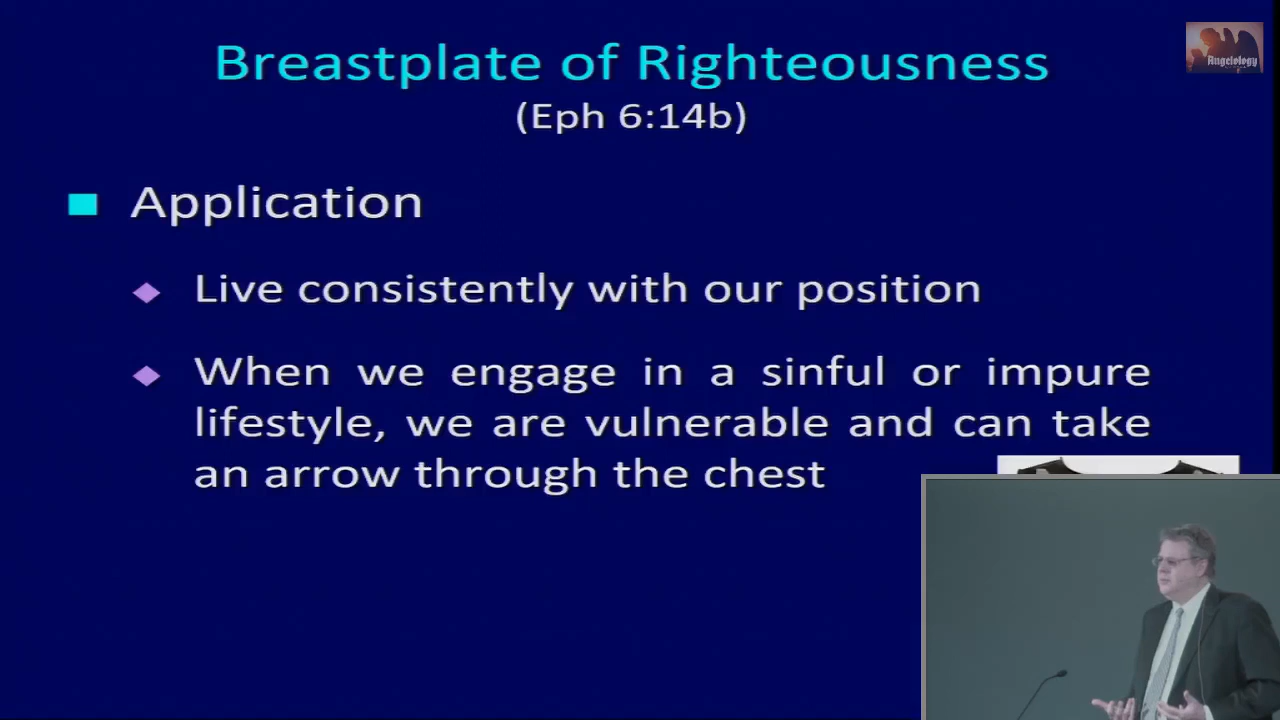 Breastplate of Righteousness
(Eph 6:14b)
Angelology
Application
Live consistently with our position
When we engage in a sinful or impure
lifestyle, we are vulnerable and can take
an arrow through the chest